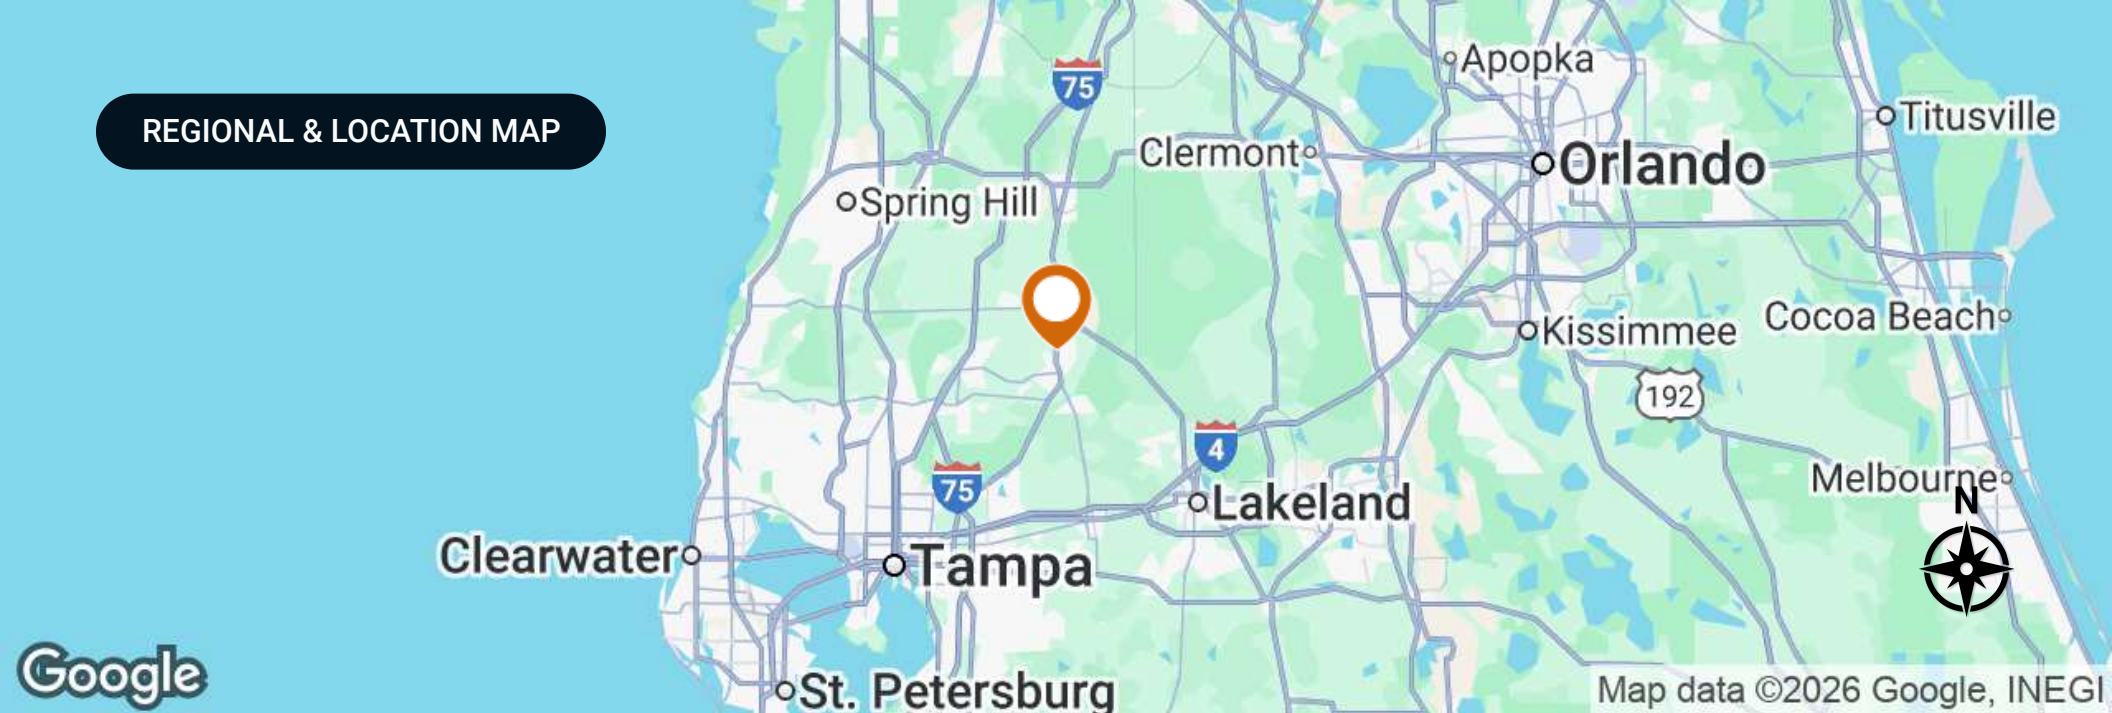 REGIONAL & LOCATION MAP
75
Apopka
Titusville
Clermont
Orlando
Spring Hill
Cocoa Beach
Kissimmee
192
4
75
Melbourne
N
Lakeland
Clearwater
Tampa
Google
St. Petersburg
Map data ©2026 Google, INEGI